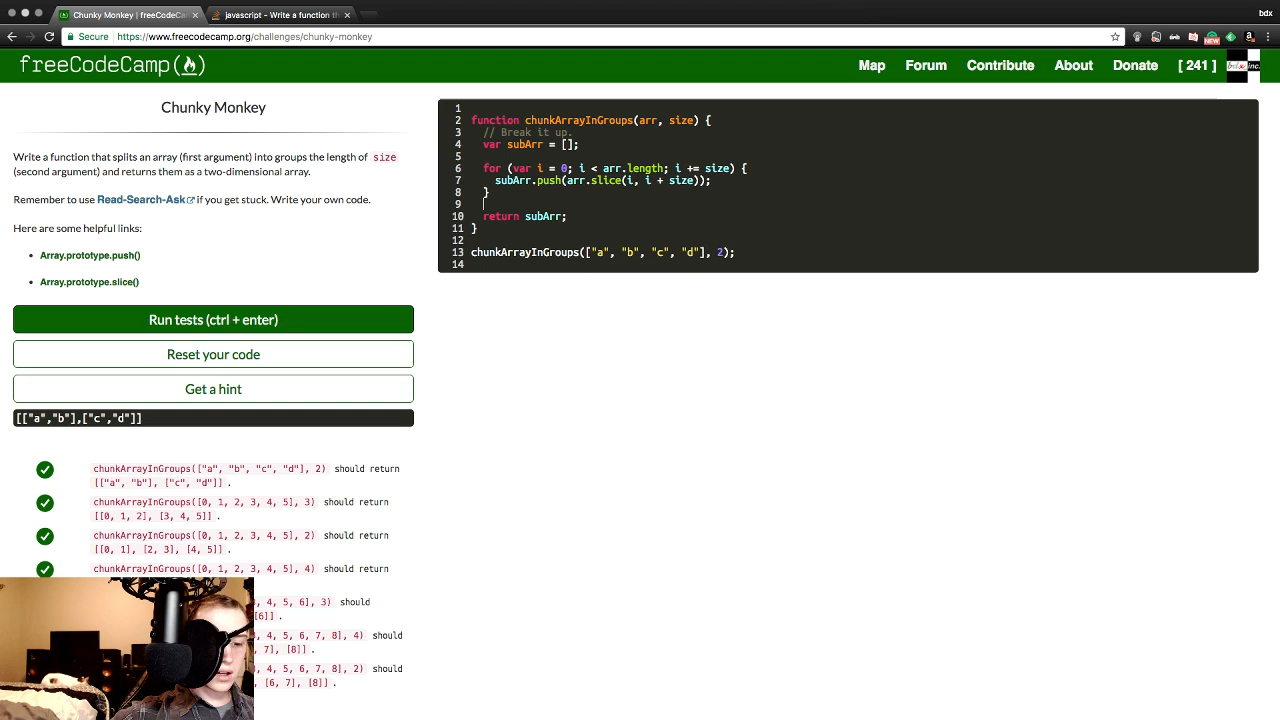 Chunky Monkey | freeCodeCa
javascript - Write a function th
bdx
Secure
https://www.freecodecamp.org/challenges/chunky-monkey
NEW
freeCodeCamp
Map
Forum
Contribute
About
Donate
[ 241 ]
bdx inc.
Chunky Monkey
Write a function that splits an array (first argument) into groups the length of size
(second argument) and returns them as a two-dimensional array.
Remember to use Read-Search-Ask if you get stuck. Write your own code.
Here are some helpful links:
Array.prototype.push()
Array.prototype.slice()
Run tests (ctrl + enter)
Reset your code
Get a hint
[["a","b"],["c","d"]]
chunkArrayInGroups(["a", "b", "c", "d"], 2) should return
[["a", "b"], ["c", "d"]].
chunkArrayInGroups([0, 1, 2, 3, 4, 5], 3) should return
[[0, 1, 2], [3, 4, 5]].
chunkArrayInGroups([0, 1, 2, 3, 4, 5], 2) should return
[[0, 1], [2, 3], [4, 5]].
chunkArrayInGroups([0, 1, 2, 3, 4, 5], 4) should return
, 4, 5, 6], 3) should
[6]].
, 4, 5, 6, 7, 8], 4) should
, 7], [8]].
, 4, 5, 6, 7, 8], 2) should
, [6, 7], [8]].
1
2 function chunkArrayInGroups(arr, size) {
3 // Break it up.
4 var subArr = [];
5
6 for (var i = 0; i < arr.length; i += size) {
7 subArr.push(arr.slice(i, i + size));
8 }
9
10 return subArr;
11 }
12
13 chunkArrayInGroups(["a", "b", "c", "d"], 2);
14